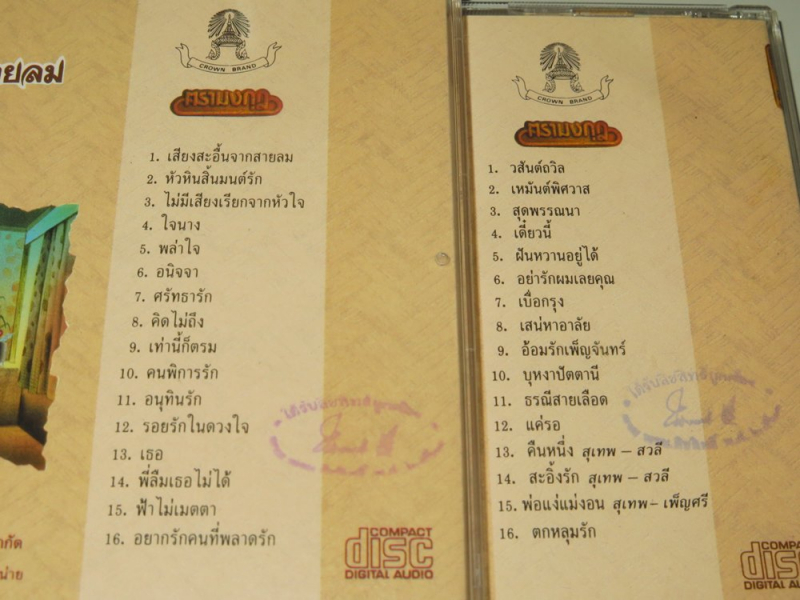 ยลม
CROWN BRAND
ตรามงกุฎ
1. เสียงสะอื้นจากสายลม
2. หัวหินสิ้นมนต์รัก
3. ไม่มีเสียงเรียกจากหัวใจ
4. ใจนาง
5. พล่าใจ
6. อนิจจา
7. ศรัทธารัก
8. คิดไม่ถึง
9. เท่านี้ก็ตรม
10. คนพิการรัก
11. อนุทินรัก
12. รอยรักในดวงใจ
13. เธอ
14. พี่ลืมเธอไม่ได้
15. ฟ้าไม่เมตตา
16. อยากรักคนที่พลาดรัก
COMPACT
disc
DIGITAL AUDIO
CROWN BRAND
ตรามงกุฎ
1. วสันต์ถวิล
2. เหมันต์พิศวาส
3. สุดพรรณนา
4. เดี๋ยวนี้
5. ฝันหวานอยู่ได้
6. อย่ารักผมเลยคุณ
7. เบื่อกรุง
8. เสน่หาอาลัย
9. อ้อมรักเพ็ญจันทร์
10. บุหงาปัตตานี
11. ธรณีสายเลือด
12. แค่รอ
13. คืนหนึ่ง สุเทพ – สวลี
14. สะอิ้งรัก สุเทพ – สวลี
15. พ่อแง่แม่งอน สุเทพ – เพ็ญศรี
16. ตกหลุมรัก
disc
DIGITAL AUDIO